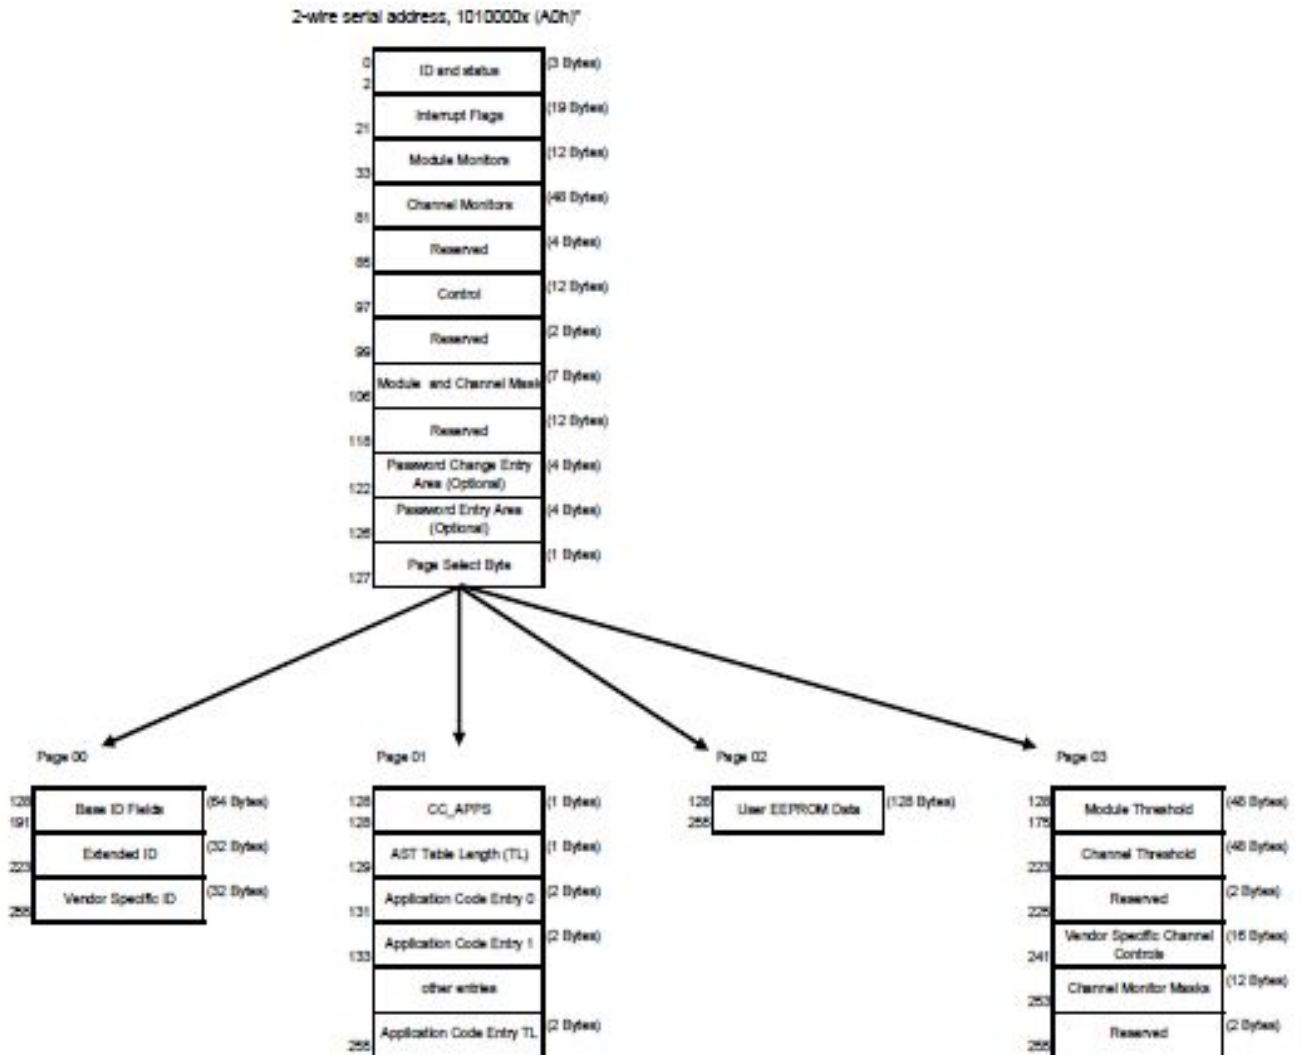 2-wire serial address, 1010000x (A0h)"
0
ID and status
(3 Bytes)
2
Interrupt Flags
(19 Bytes)
21
Module Monitors
(12 Bytes)
33
Channel Monitors
(48 Bytes)
81
Reserved
(4 Bytes)
85
Control
(12 Bytes)
97
Reserved
(2 Bytes)
99
Module and Channel Mask
(7 Bytes)
106
Reserved
(12 Bytes)
118
Password Change Entry
Area (Optional)
(4 Bytes)
122
Password Entry Area
(Optional)
(4 Bytes)
126
Page Select Byte
(1 Bytes)
127
Page 00
128
Base ID Fields
(64 Bytes)
191
Extended ID
(32 Bytes)
223
Vendor Specific ID
(32 Bytes)
255
Page 01
128
CC_APPS
(1 Bytes)
128
AST Table Length (TL)
(1 Bytes)
129
Application Code Entry 0
(2 Bytes)
131
Application Code Entry 1
(2 Bytes)
133
other entries
Application Code Entry TL
(2 Bytes)
255
Page 02
128
User EEPROM Data
(128 Bytes)
255
Page 03
128
Module Threshold
(48 Bytes)
175
Channel Threshold
(48 Bytes)
223
Reserved
(2 Bytes)
225
Vendor Specific Channel
Controls
(16 Bytes)
241
Channel Monitor Masks
(12 Bytes)
253
Reserved
(2 Bytes)
255